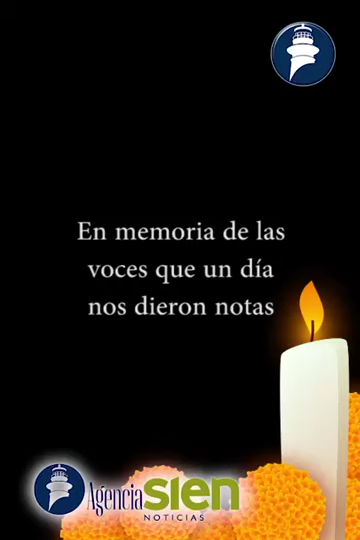 En memoria de las
voces que un día
nos dieron notas
Agencia SIEN
NOTICIAS